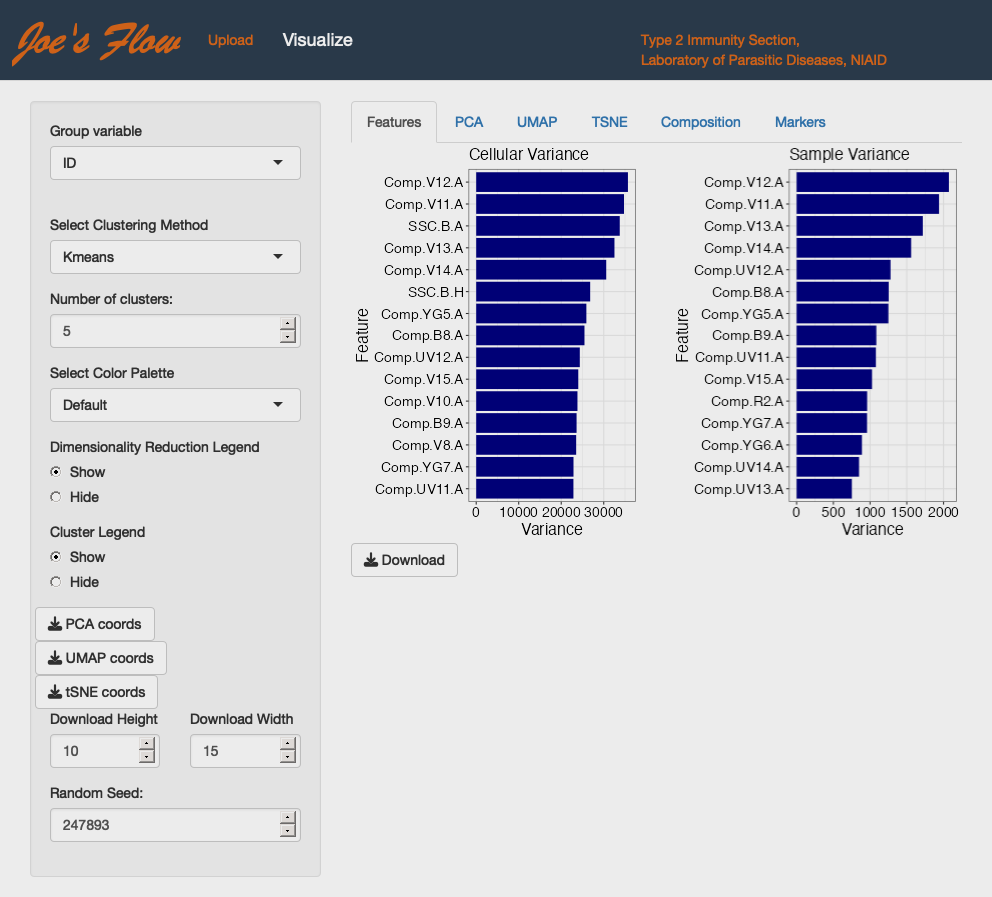 Joe's Flow
Upload
Visualize
Type 2 Immunity Section,
Laboratory of Parasitic Diseases, NIAID
Group variable
ID
Select Clustering Method
Kmeans
Number of clusters:
5
Select Color Palette
Default
Dimensionality Reduction Legend
Show
Hide
Cluster Legend
Show
Hide
PCA coords
UMAP coords
tSNE coords
Download Height
Download Width
10
15
Random Seed:
247893
Features
PCA
UMAP
TSNE
Composition
Markers
Cellular Variance
Feature
Comp.V12.A
Comp.V11.A
SSC.B.A
Comp.V13.A
Comp.V14.A
SSC.B.H
Comp.YG5.A
Comp.B8.A
Comp.UV12.A
Comp.V15.A
Comp.V10.A
Comp.B9.A
Comp.V8.A
Comp.YG7.A
Comp.UV11.A
0 10000 20000 30000
Variance
Sample Variance
Feature
Comp.V12.A
Comp.V11.A
Comp.V13.A
Comp.V14.A
Comp.UV12.A
Comp.B8.A
Comp.YG5.A
Comp.B9.A
Comp.UV11.A
Comp.V15.A
Comp.R2.A
Comp.YG7.A
Comp.YG6.A
Comp.UV14.A
Comp.UV13.A
0 500 1000 1500 2000
Variance
Download